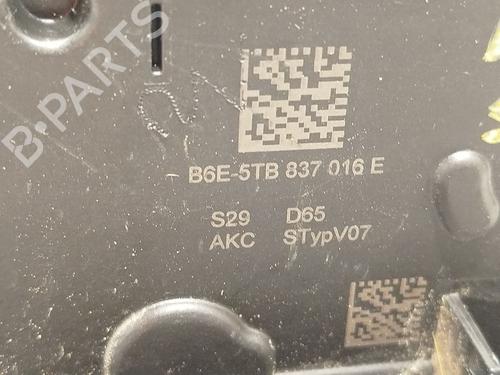 B-PARTS
B6E-5TB 837 016 E
S29 D65
AKC STypV07